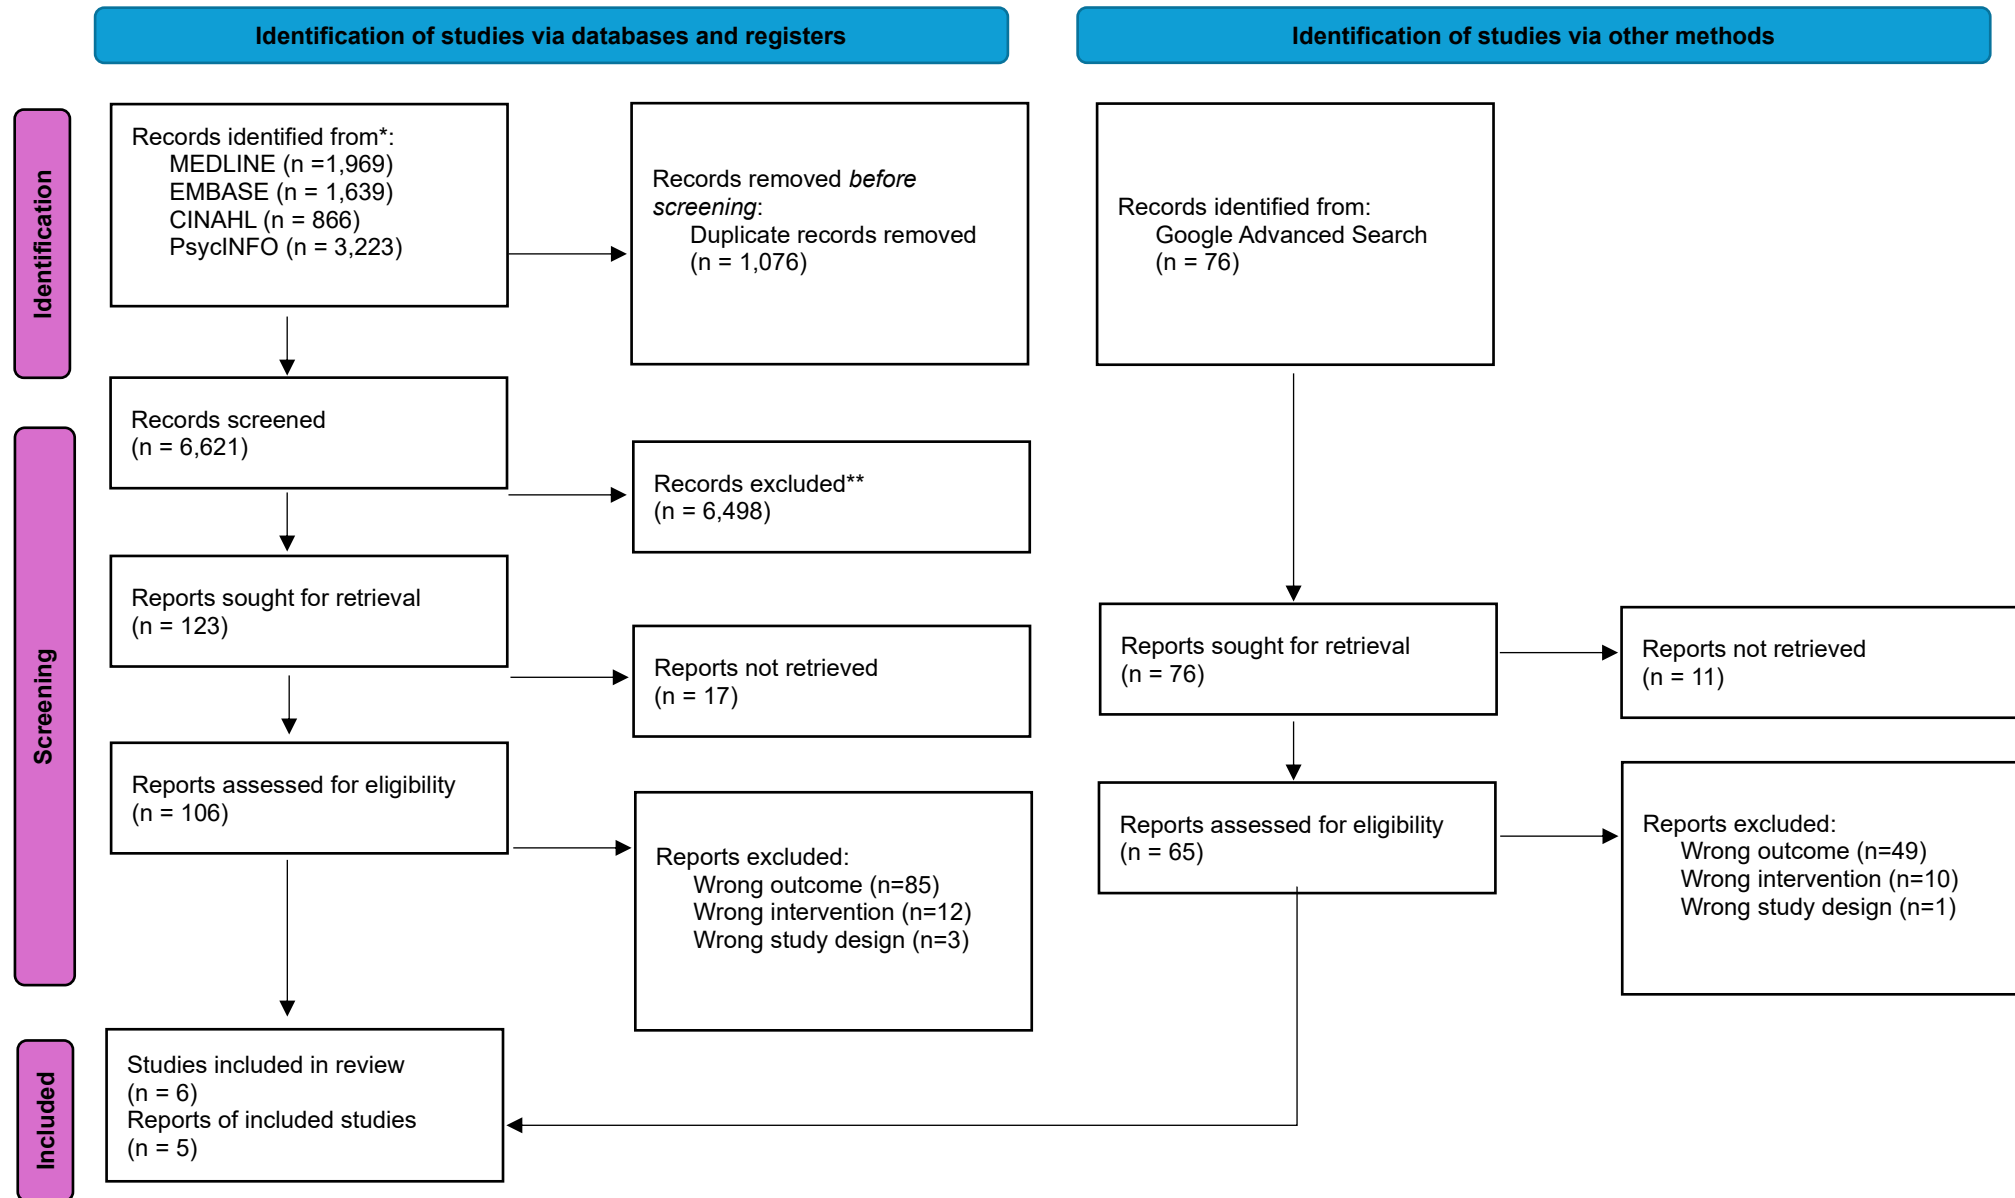 Identification of studies via databases and registers
Identification of studies via other methods
Identification
Records identified from*:
MEDLINE (n =1,969)
EMBASE (n = 1,639)
CINAHL (n = 866)
PsycINFO (n = 3,223)
Records removed before
screening:
Duplicate records removed
(n = 1,076)
Records identified from:
Google Advanced Search
(n = 76)
Screening
Records screened
(n = 6,621)
Records excluded**
(n = 6,498)
Reports sought for retrieval
(n = 123)
Reports not retrieved
(n = 17)
Reports sought for retrieval
(n = 76)
Reports not retrieved
(n = 11)
Reports assessed for eligibility
(n = 106)
Reports excluded:
Wrong outcome (n=85)
Wrong intervention (n=12)
Wrong study design (n=3)
Reports assessed for eligibility
(n = 65)
Reports excluded:
Wrong outcome (n=49)
Wrong intervention (n=10)
Wrong study design (n=1)
Included
Studies included in review
(n = 6)
Reports of included studies
(n = 5)